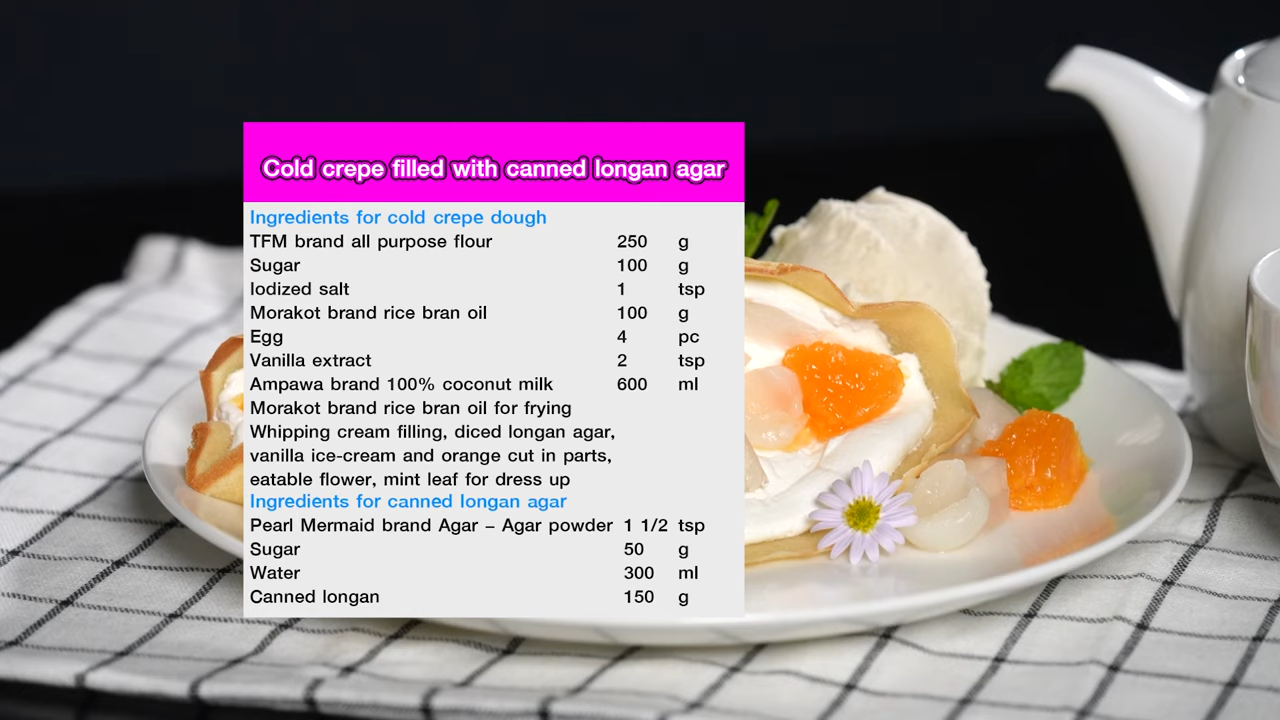 Cold crepe filled with canned longan agar
Ingredients for cold crepe dough
TFM brand all purpose flour 250 g
Sugar 100 g
Iodized salt 1 tsp
Morakot brand rice bran oil 100 g
Egg 4 pc
Vanilla extract 2 tsp
Ampawa brand 100% coconut milk 600 ml
Morakot brand rice bran oil for frying
Whipping cream filling, diced longan agar,
vanilla ice-cream and orange cut in parts,
eatable flower, mint leaf for dress up
Ingredients for canned longan agar
Pearl Mermaid brand Agar – Agar powder 1 1/2 tsp
Sugar 50 g
Water 300 ml
Canned longan 150 g